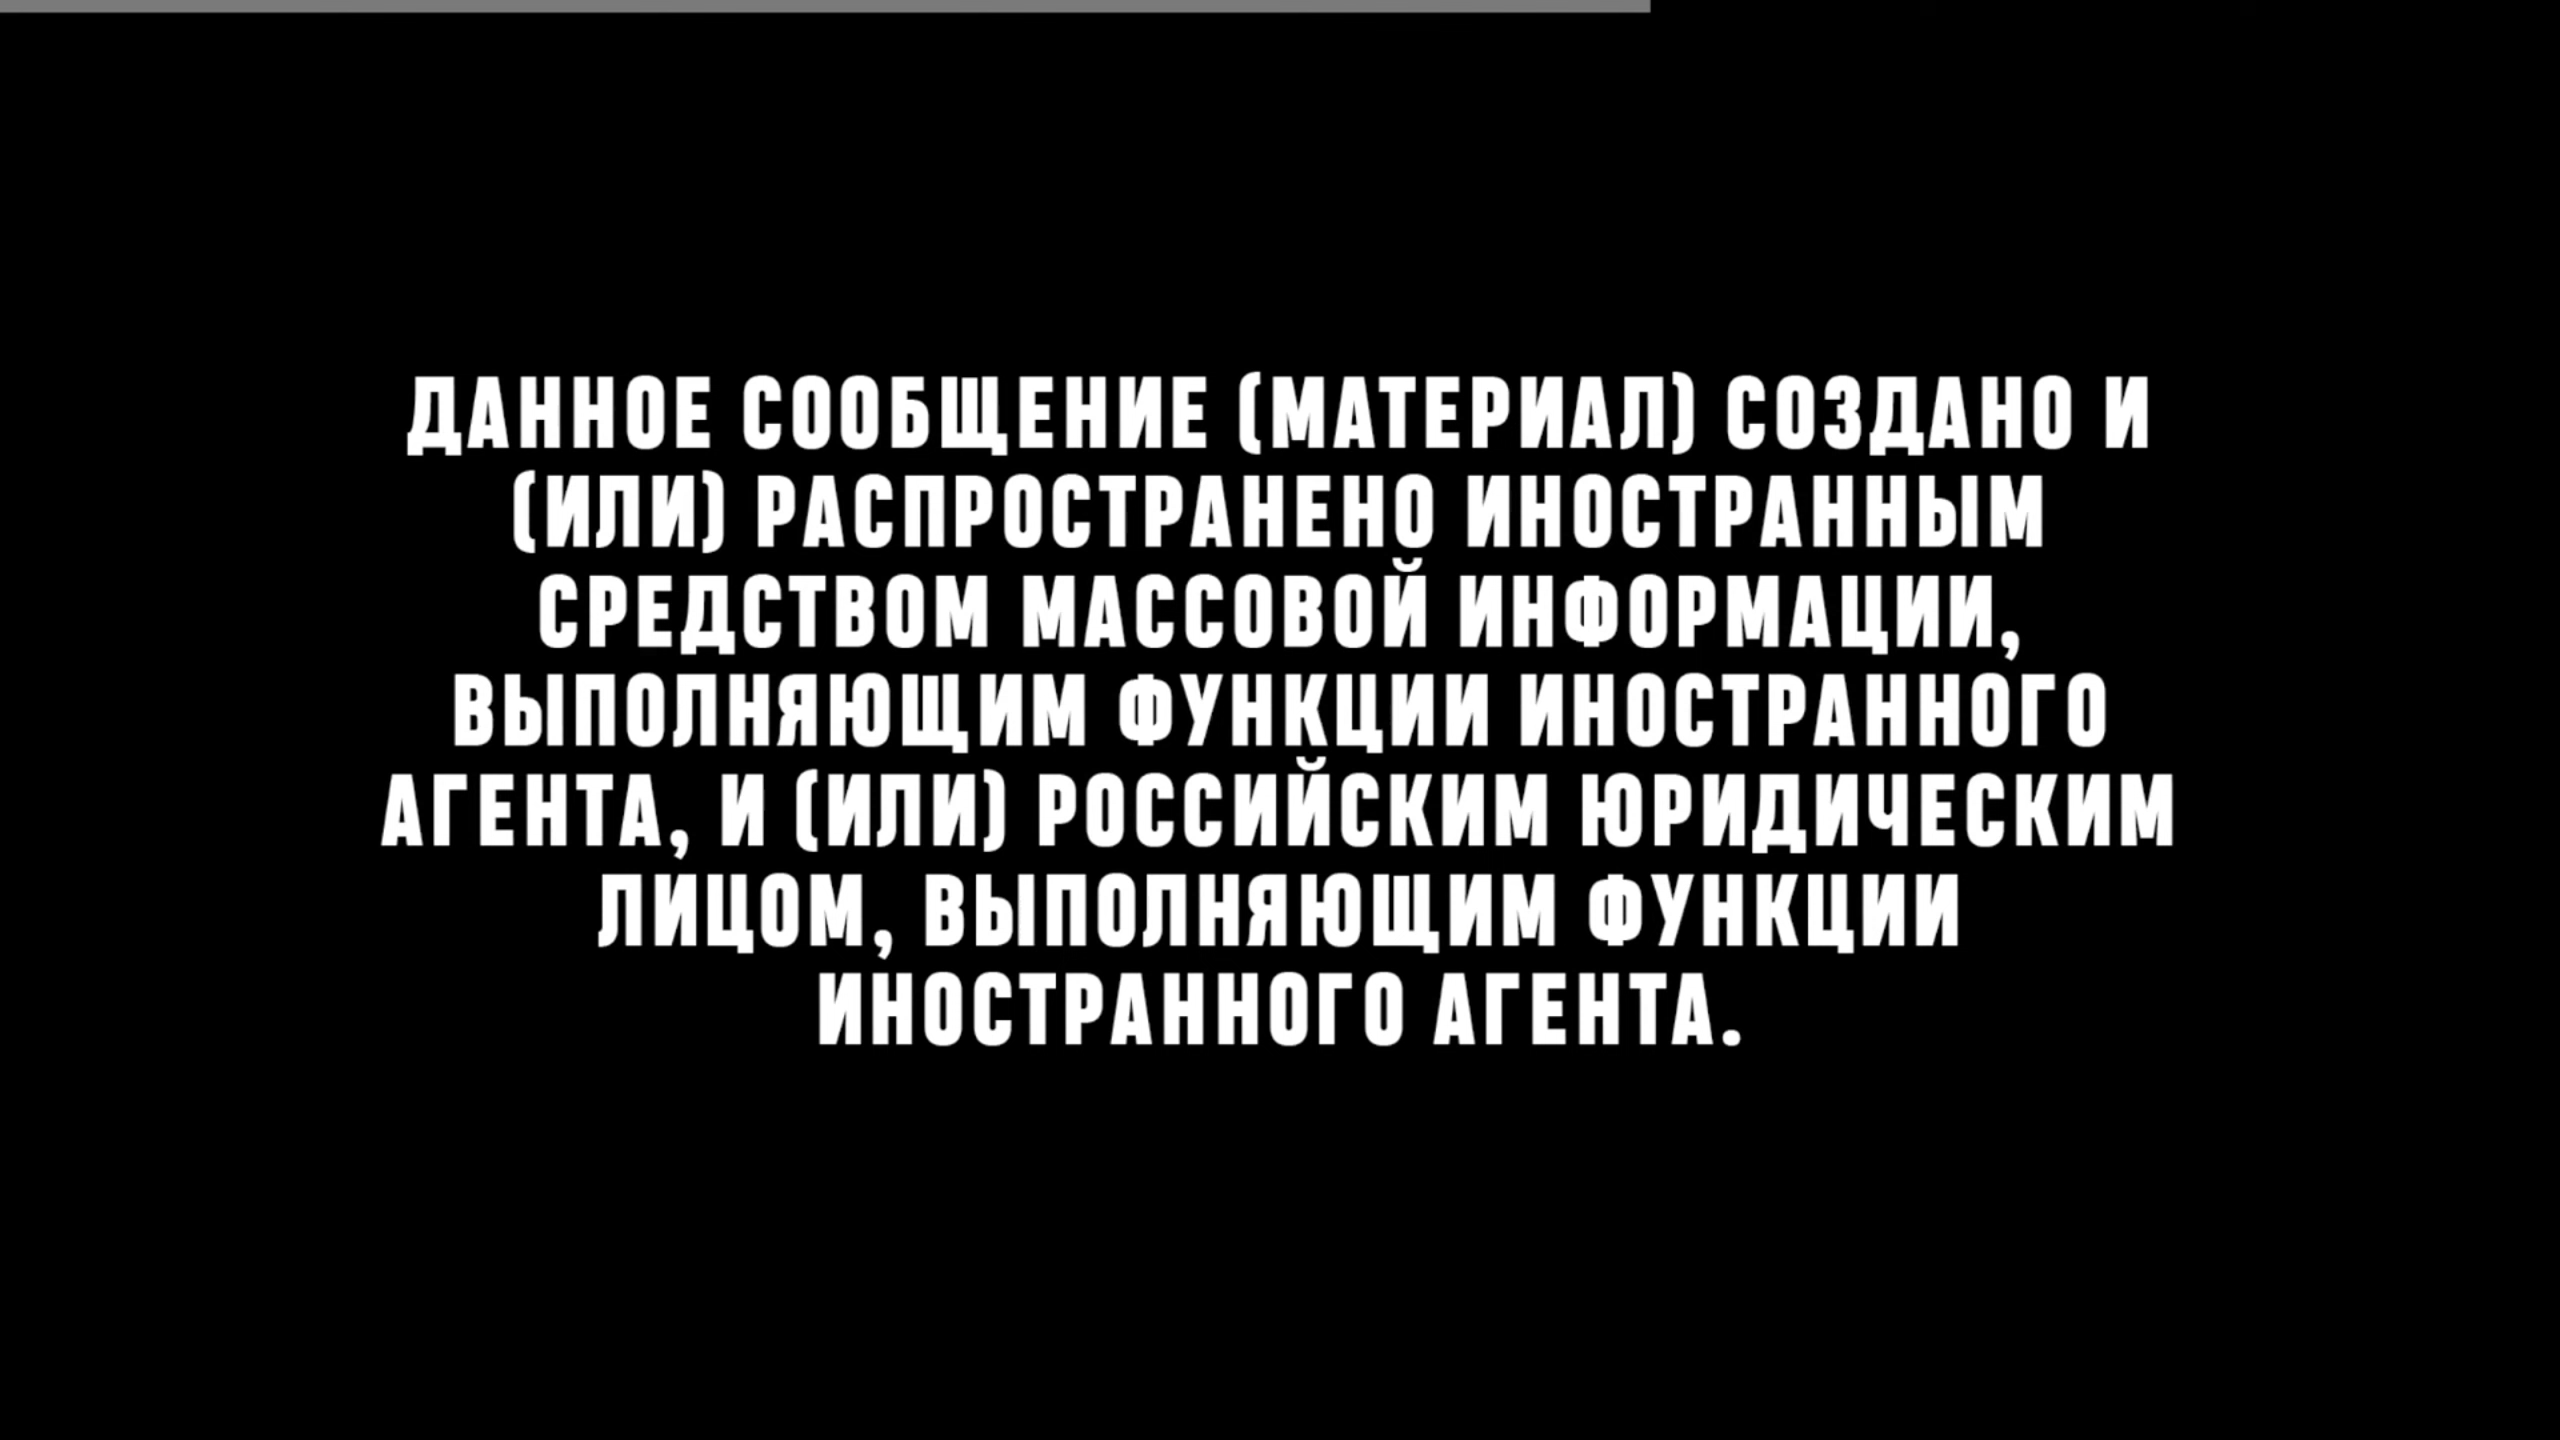 ДАННОЕ СООБЩЕНИЕ (МАТЕРИАЛ) СОЗДАНО И
(ИЛИ) РАСПРОСТРАНЕНО ИНОСТРАННЫМ
СРЕДСТВОМ МАССОВОЙ ИНФОРМАЦИИ,
ВЫПОЛНЯЮЩИМ ФУНКЦИИ ИНОСТРАННОГО
АГЕНТА, И (ИЛИ) РОССИЙСКИМ ЮРИДИЧЕСКИМ
ЛИЦОМ, ВЫПОЛНЯЮЩИМ ФУНКЦИИ
ИНОСТРАННОГО АГЕНТА.